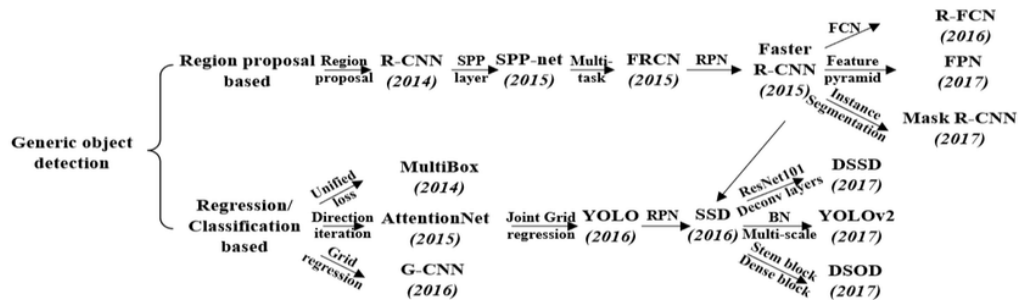 Generic object
detection
Region proposal
based
Region
proposal
R-CNN
(2014)
SPP
layer
SPP-net
(2015)
Multi-
task
FRCN
(2015)
RPN
Faster
R-CNN
(2015)
FCN
R-FCN
(2016)
Feature
pyramid
FPN
(2017)
Instance
Segmentation
Mask R-CNN
(2017)
Regression/
Classification
based
Unified
loss
MultiBox
(2014)
Direction
iteration
AttentionNet
(2015)
Grid
regression
G-CNN
(2016)
Joint Grid
regression
YOLO
(2016)
RPN
SSD
(2016)
ResNet101
Deconv layers
DSSD
(2017)
BN
Multi-scale
YOLOv2
(2017)
Stem block
Dense block
DSOD
(2017)